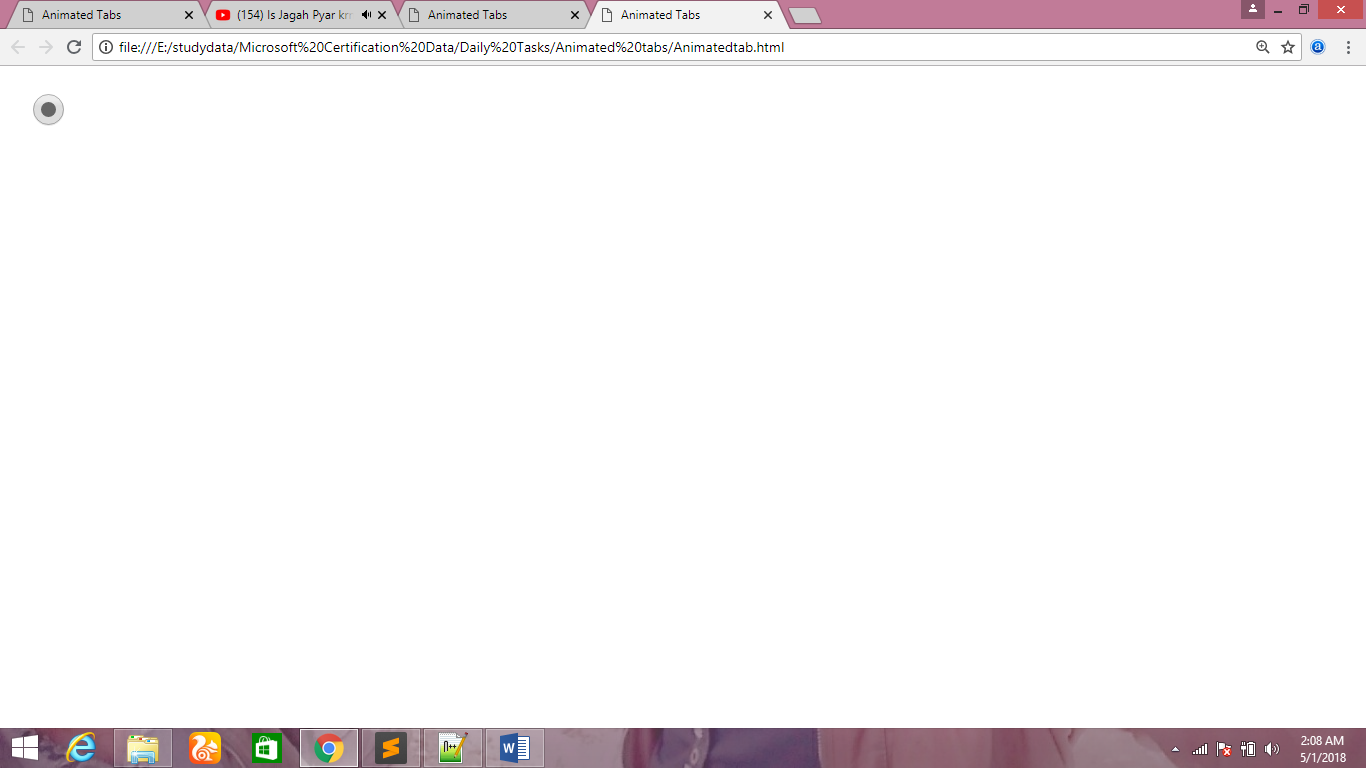 Animated Tabs
(154) Is Jagah Pyar kr
Animated Tabs
Animated Tabs
file:///E:/studydata/Microsoft%20Certification%20Data/Daily%20Tasks/Animated%20tabs/Animatedtab.html
2:08 AM
5/1/2018